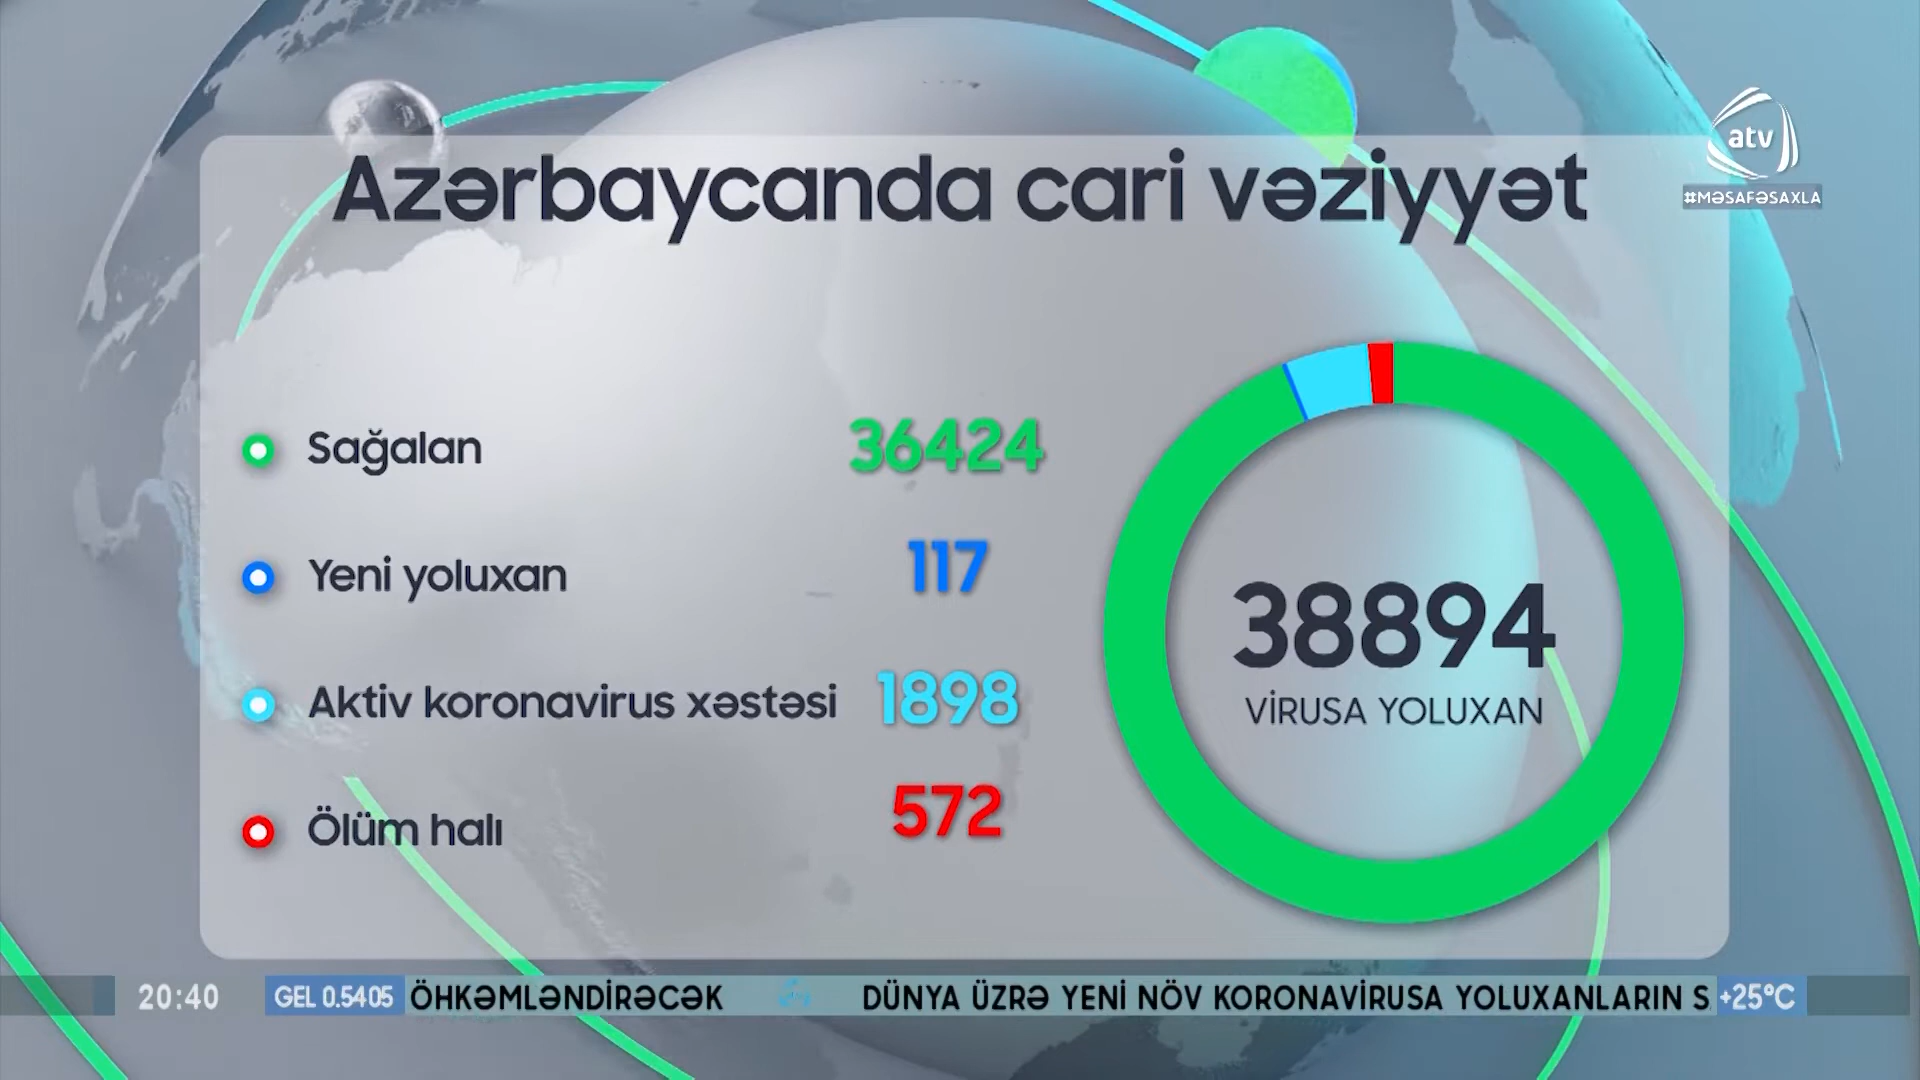 Azərbaycanda cari vəziyyət
atv
#MƏSAFƏSAXLA
Sağalan 36424
Yeni yoluxan 117
Aktiv koronavirus xəstəsi 1898
Ölüm halı 572
38894
VİRUSA YOLUXAN
20:40 GEL 0.5405 ÖHKƏMLƏNDİRƏCƏK DÜNYA ÜZRƏ YENİ NÖV KORONAVİRUSA YOLUXANLARIN S +25°C